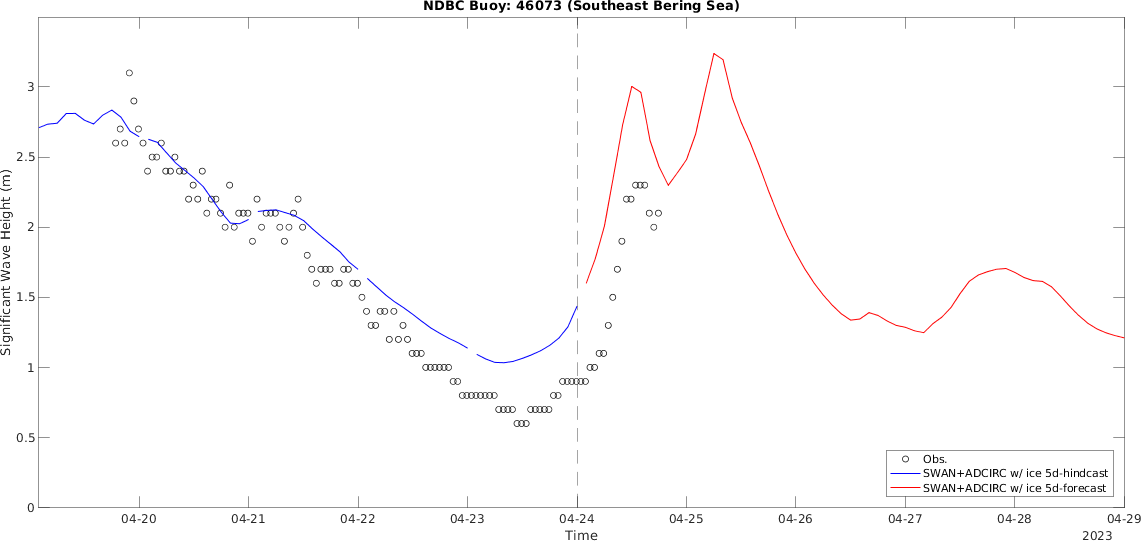 NDBC Buoy: 46073 (Southeast Bering Sea)
Significant Wave Height (m)
3
2.5
2
1.5
1
0.5
0
Obs.
SWAN+ADCIRC w/ ice 5d-hindcast
SWAN+ADCIRC w/ ice 5d-forecast
04-20 04-21 04-22 04-23 04-24 04-25 04-26 04-27 04-28 04-29
Time
2023